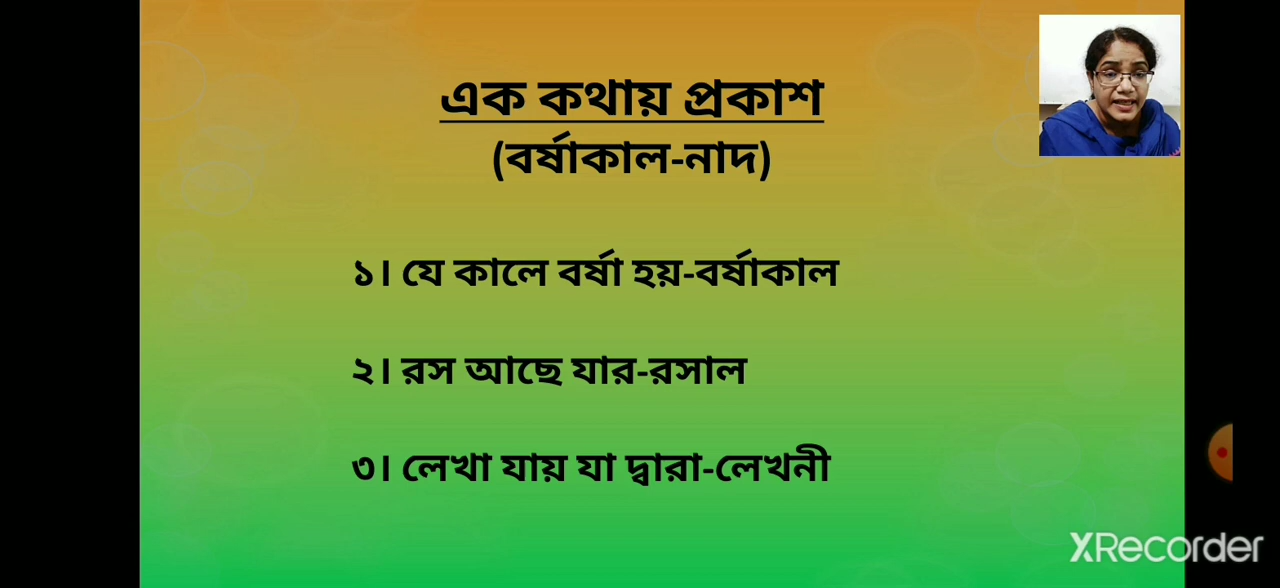 এক কথায় প্রকাশ
(বর্ষাকাল-নাদ)
১। যে কালে বর্ষা হয়-বর্ষাকাল
২। রস আছে যার-রসাল
৩। লেখা যায় যা দ্বারা-লেখনী
XRecorder